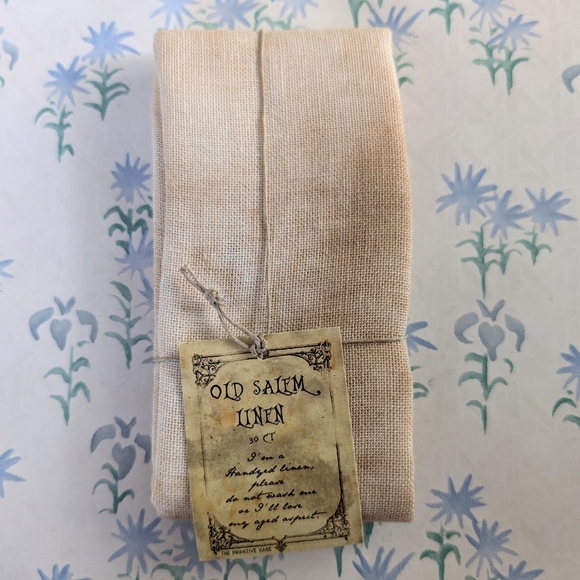 OLD SALEM
LINEN
30 CT
I'm a
Handyed linen,
please
do not wash me
or I'll lose
my aged aspect.
THE PRIMITIVE HARE